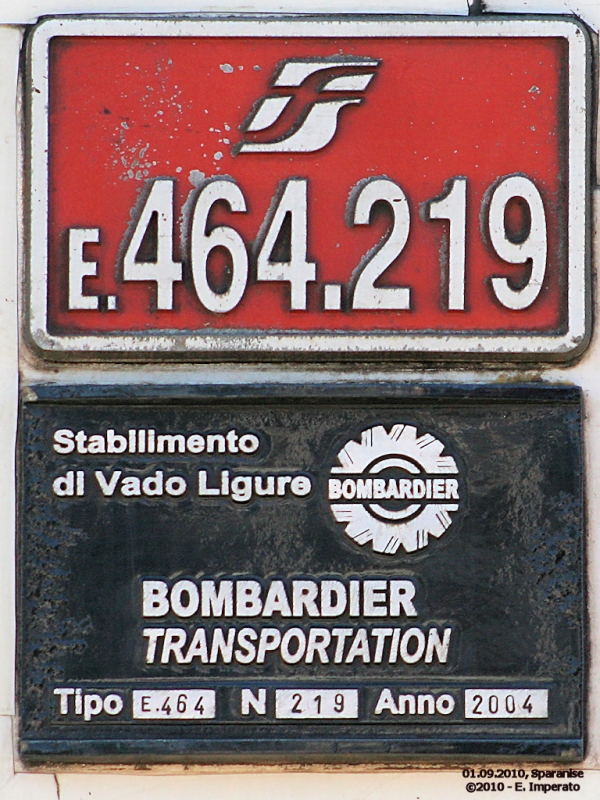 E.464.219
Stabilimento
di Vado Ligure
BOMBARDIER
BOMBARDIER
TRANSPORTATION
Tipo E.464 N 219 Anno 2004
01.09.2010, Sparanise
©2010 - E. Imperato